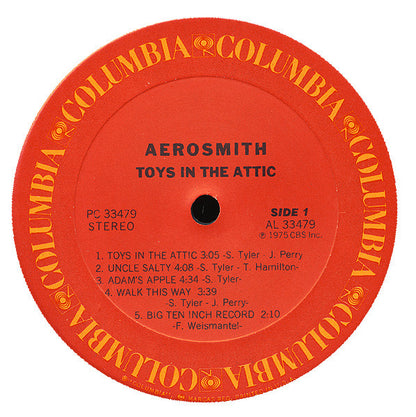 COLUMBIA COLUMBIA COLUMBIA COLUMBIA COLUMBIA COLUMBIA
AEROSMITH
TOYS IN THE ATTIC
PC 33479 SIDE 1
STEREO AL 33479
℗ 1975 CBS Inc.
1. TOYS IN THE ATTIC 3:05 -S. Tyler - J. Perry
2. UNCLE SALTY 4:08 -S. Tyler - T. Hamilton-
3. ADAM'S APPLE 4:34 -S. Tyler-
4. WALK THIS WAY 3:39
-S. Tyler - J. Perry-
5. BIG TEN INCH RECORD 2:10
-F. Weismantel-